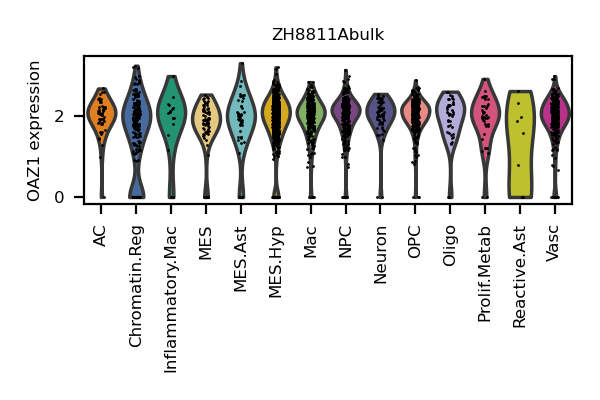 ZH8811Abulk
OAZ1 expression
2
0
AC
Chromatin.Reg
Inflammatory.Mac
MES
MES.Ast
MES.Hyp
Mac
NPC
Neuron
OPC
Oligo
Prolif.Metab
Reactive.Ast
Vasc